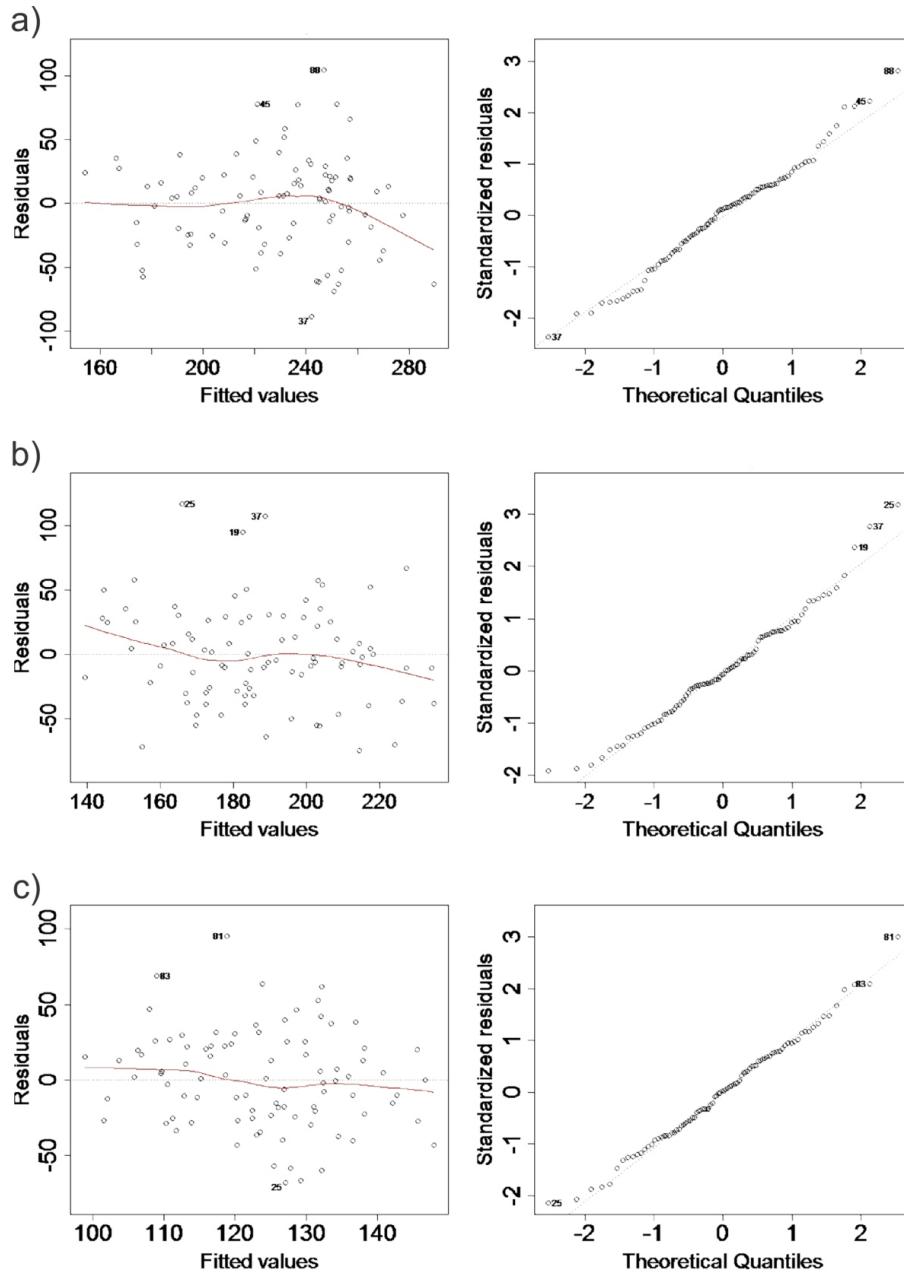 a)
Residuals
100
50
0
-50
-100
88
45
37
160 200 240 280
Fitted values
Standardized residuals
3
2
1
0
-1
-2
88
45
37
-2 -1 0 1 2
Theoretical Quantiles
b)
Residuals
100
50
0
-50
25
37
19
140 160 180 200 220
Fitted values
Standardized residuals
3
2
1
0
-1
-2
25
37
19
-2 -1 0 1 2
Theoretical Quantiles
c)
Residuals
100
50
0
-50
81
83
25
100 110 120 130 140
Fitted values
Standardized residuals
3
2
1
0
-1
-2
81
83
25
-2 -1 0 1 2
Theoretical Quantiles